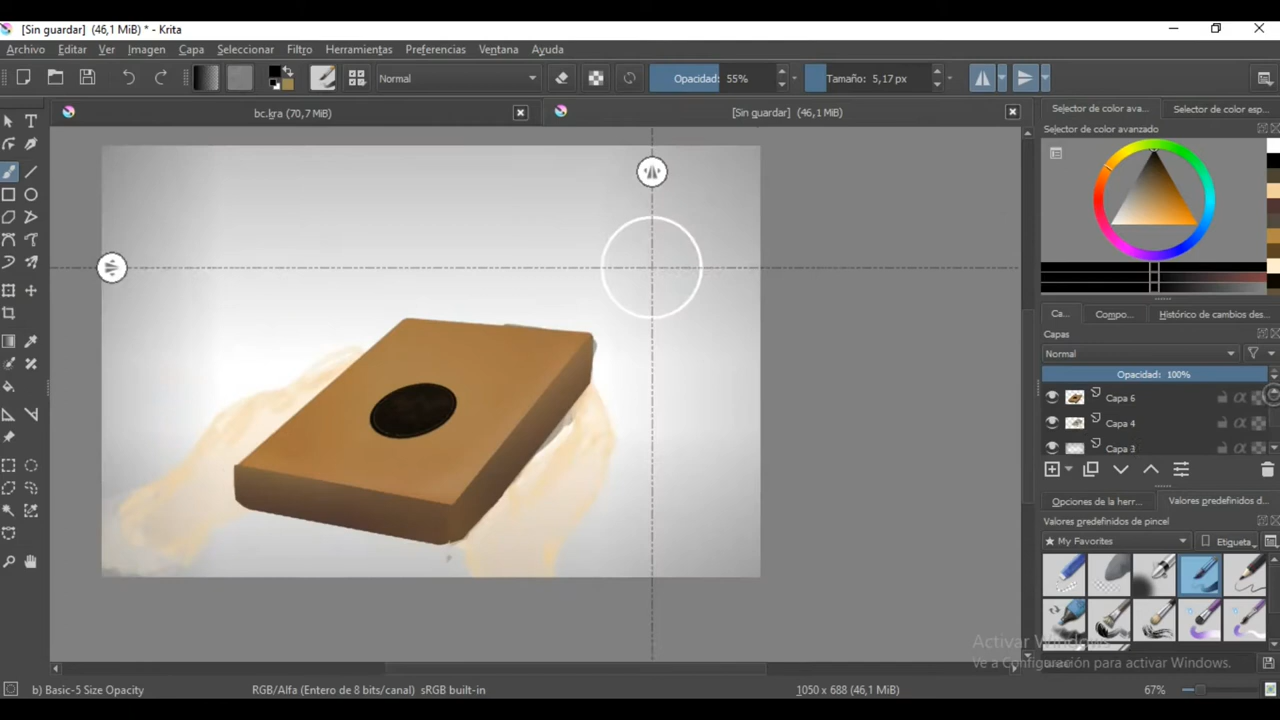 [Sin guardar] (46,1 MiB) * - Krita
Archivo Editar Ver Imagen Capa Seleccionar Filtro Herramientas Preferencias Ventana Ayuda
Normal Opacidad: 55% Tamaño: 5,17 px
bc.kra (70,7 MiB) [Sin guardar] (46,1 MiB)
Selector de color ava... Selector de color esp...
Selector de color avanzado
Ca... Compo... Histórico de cambios des...
Capas
Normal
Opacidad: 100%
Capa 6
Capa 4
Capa 3
Opciones de la herr... Valores predefinidos d...
Valores predefinidos de pincel
My Favorites Etiqueta
Activar Windows
Ve a Configuración para activar Windows.
b) Basic-5 Size Opacity RGB/Alfa (Entero de 8 bits/canal) sRGB built-in 1050 x 688 (46,1 MiB) 67%